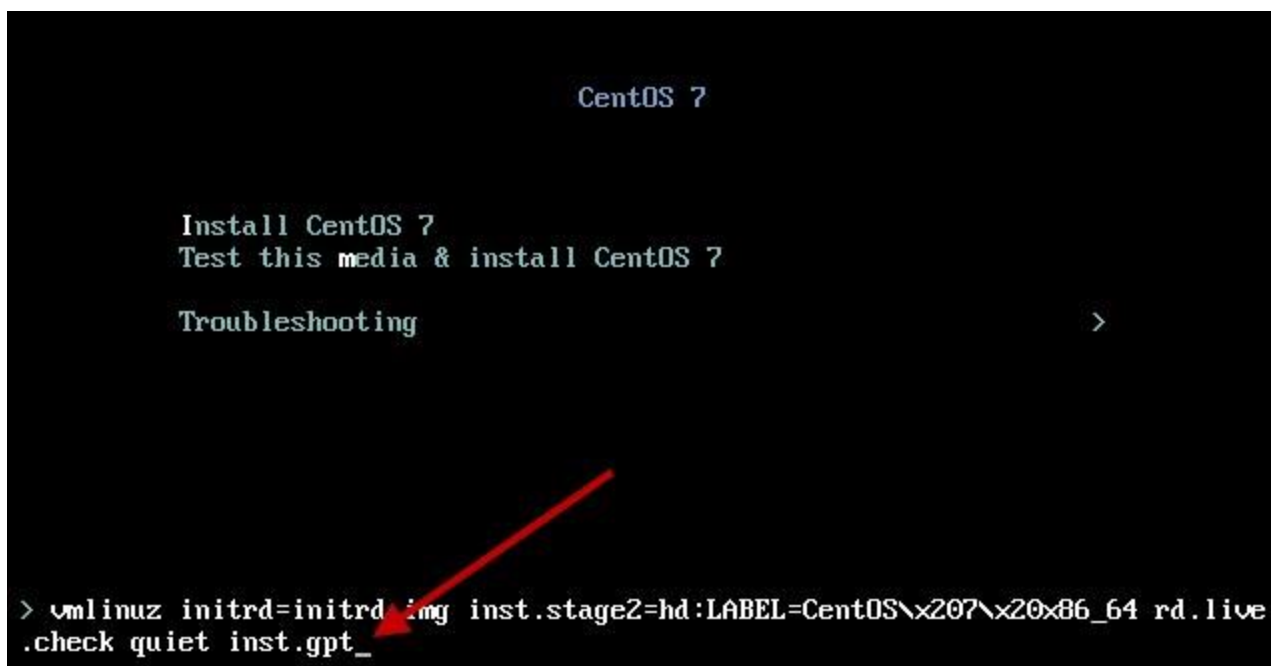 CentOS 7
Install CentOS 7
Test this media & install CentOS 7
Troubleshooting >
> vmlinuz initrd=initrd.img inst.stage2=hd:LABEL=CentOS\x207\x20x86_64 rd.live
.check quiet inst.gpt_